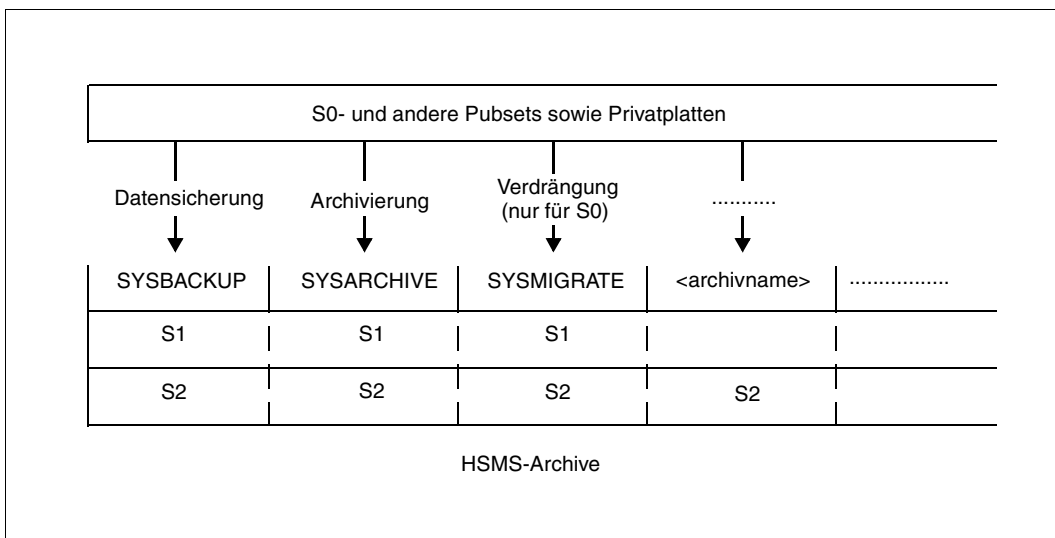 S0- und andere Pubsets sowie Privatplatten
Datensicherung Archivierung Verdrängung (nur für S0) ...........
SYSBACKUP SYSARCHIVE SYSMIGRATE <archivname> .................
S1 S1 S1
S2 S2 S2 S2
HSMS-Archive